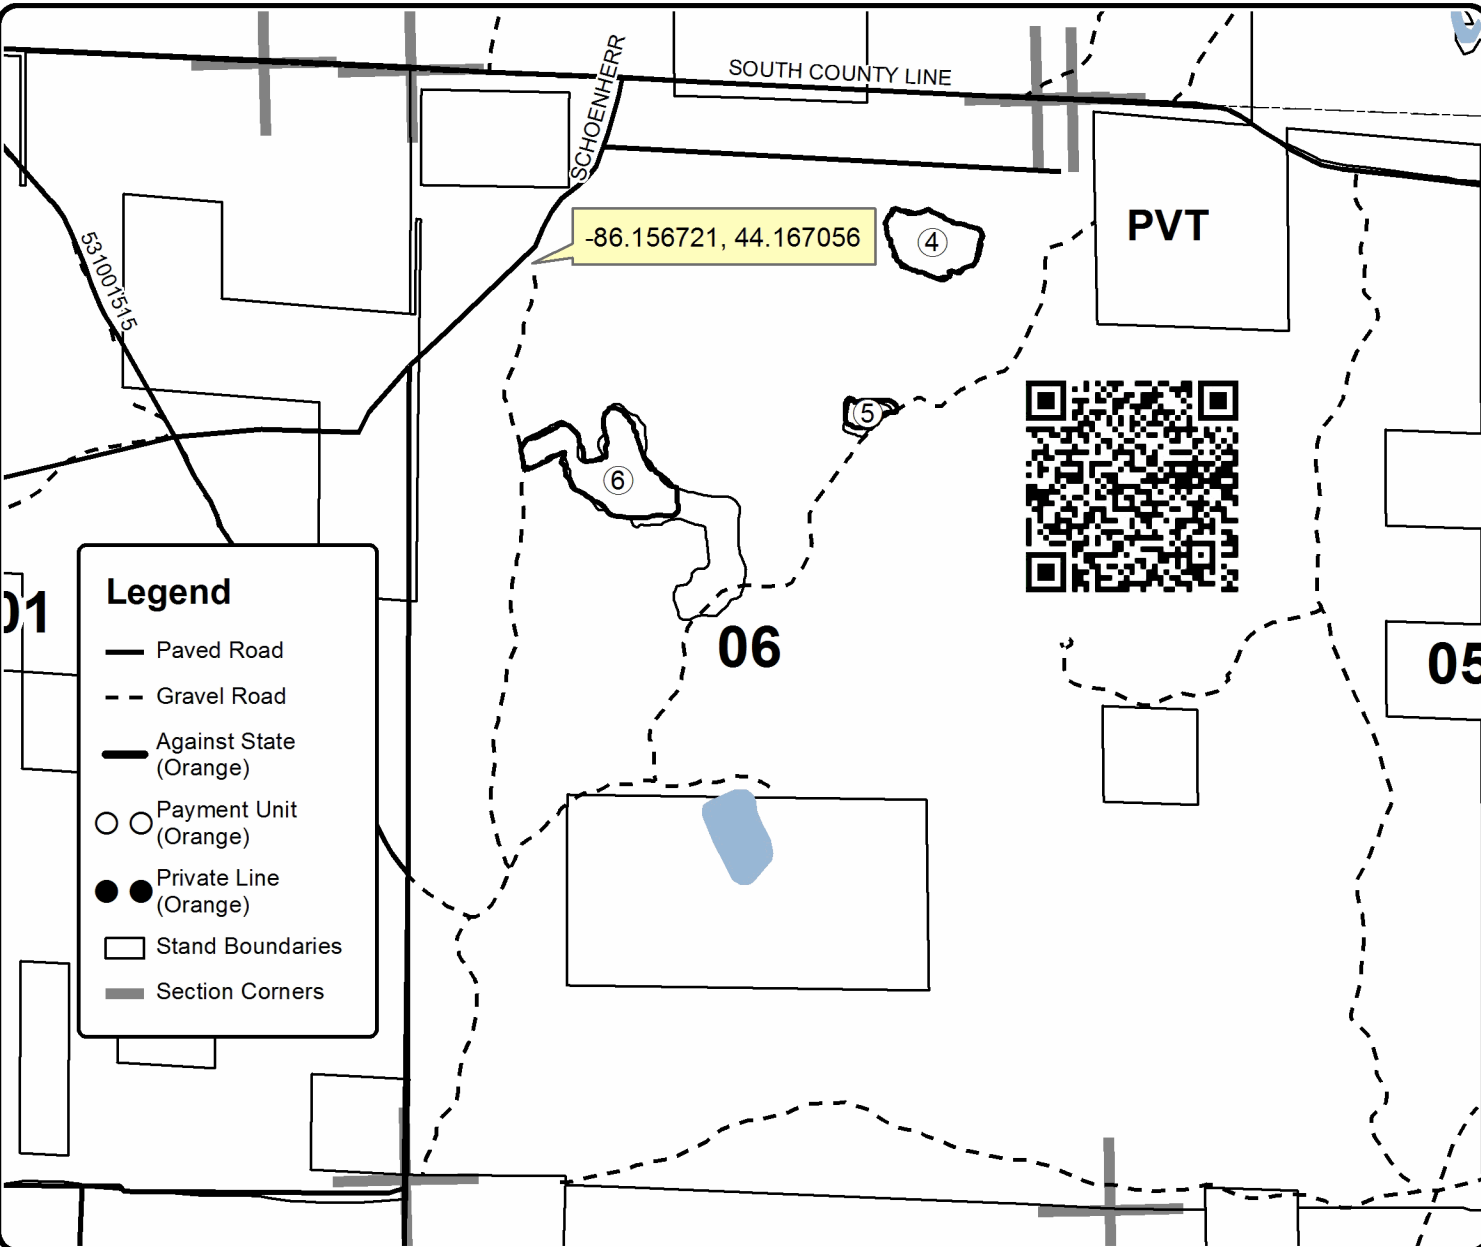 SOUTH COUNTY LINE
SCHOENHERR
PVT
-86.156721, 44.167056
4
531001515
5
6
01
06
05
Legend
Paved Road
Gravel Road
Against State
(Orange)
Payment Unit
(Orange)
Private Line
(Orange)
Stand Boundaries
Section Corners